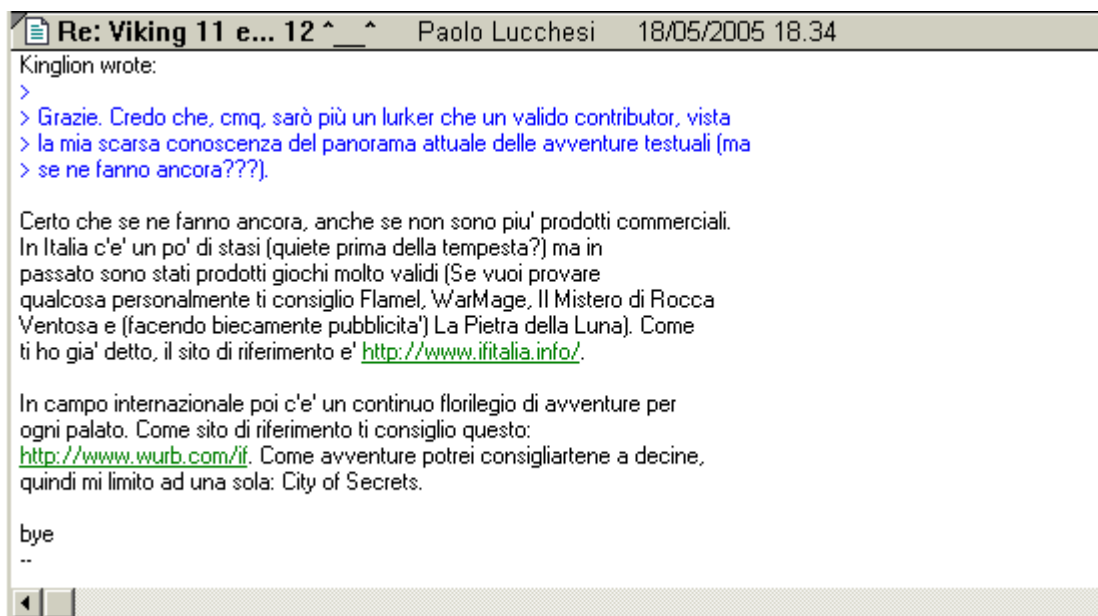 Re: Viking 11 e... 12 ^__^ Paolo Lucchesi 18/05/2005 18.34
Kinglion wrote:
>
> Grazie. Credo che, cmq, sarò più un lurker che un valido contributor, vista
> la mia scarsa conoscenza del panorama attuale delle avventure testuali (ma
> se ne fanno ancora???).
Certo che se ne fanno ancora, anche se non sono piu' prodotti commerciali.
In Italia c'e' un po' di stasi (quiete prima della tempesta?) ma in
passato sono stati prodotti giochi molto validi (Se vuoi provare
qualcosa personalmente ti consiglio Flamel, WarMage, Il Mistero di Rocca
Ventosa e (facendo biecamente pubblicita') La Pietra della Luna). Come
ti ho gia' detto, il sito di riferimento e' http://www.ifitalia.info/.
In campo internazionale poi c'e' un continuo florilegio di avventure per
ogni palato. Come sito di riferimento ti consiglio questo:
http://www.wurb.com/if. Come avventure potrei consigliartene a decine,
quindi mi limito ad una sola: City of Secrets.
bye
--